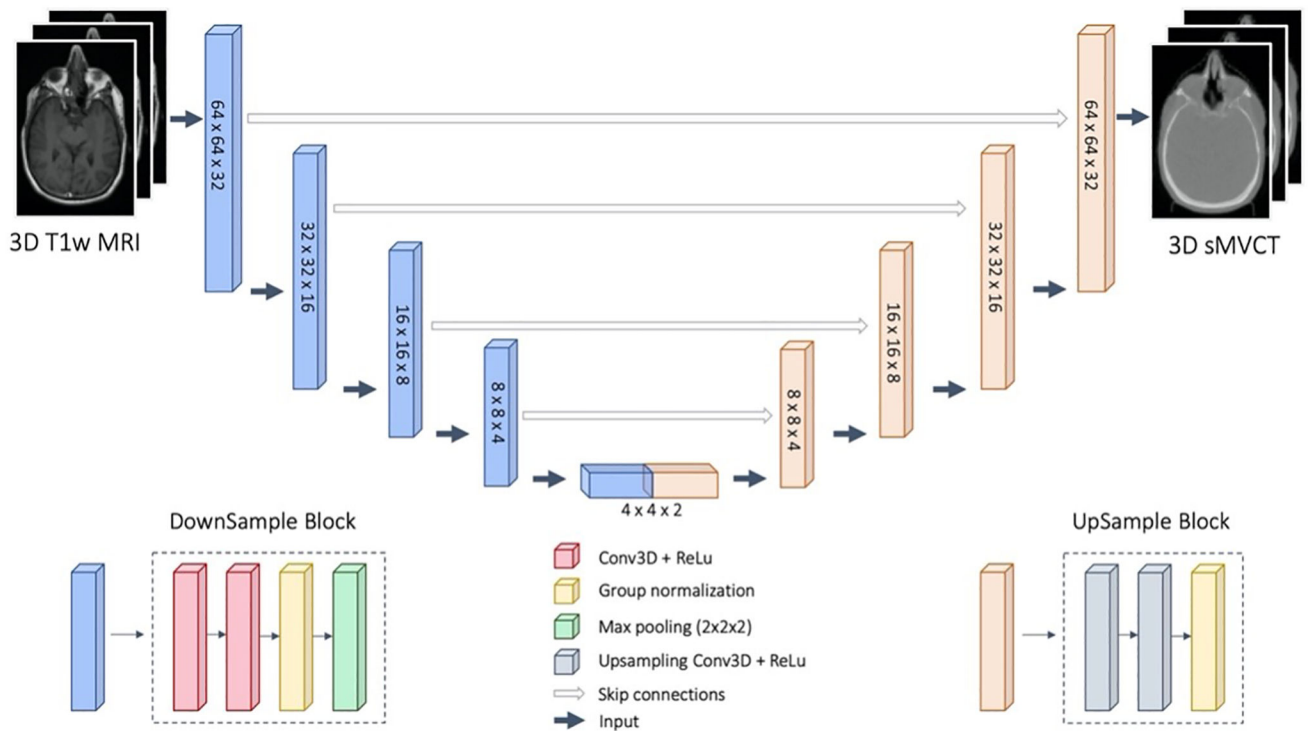 3D T1w MRI
64 x 64 x 32
32 x 32 x 16
16 x 16 x 8
8 x 8 x 4
4 x 4 x 2
8 x 8 x 4
16 x 16 x 8
32 x 32 x 16
64 x 64 x 32
3D sMVCT
DownSample Block
Conv3D + ReLu
Group normalization
Max pooling (2x2x2)
Upsampling Conv3D + ReLu
Skip connections
Input
UpSample Block